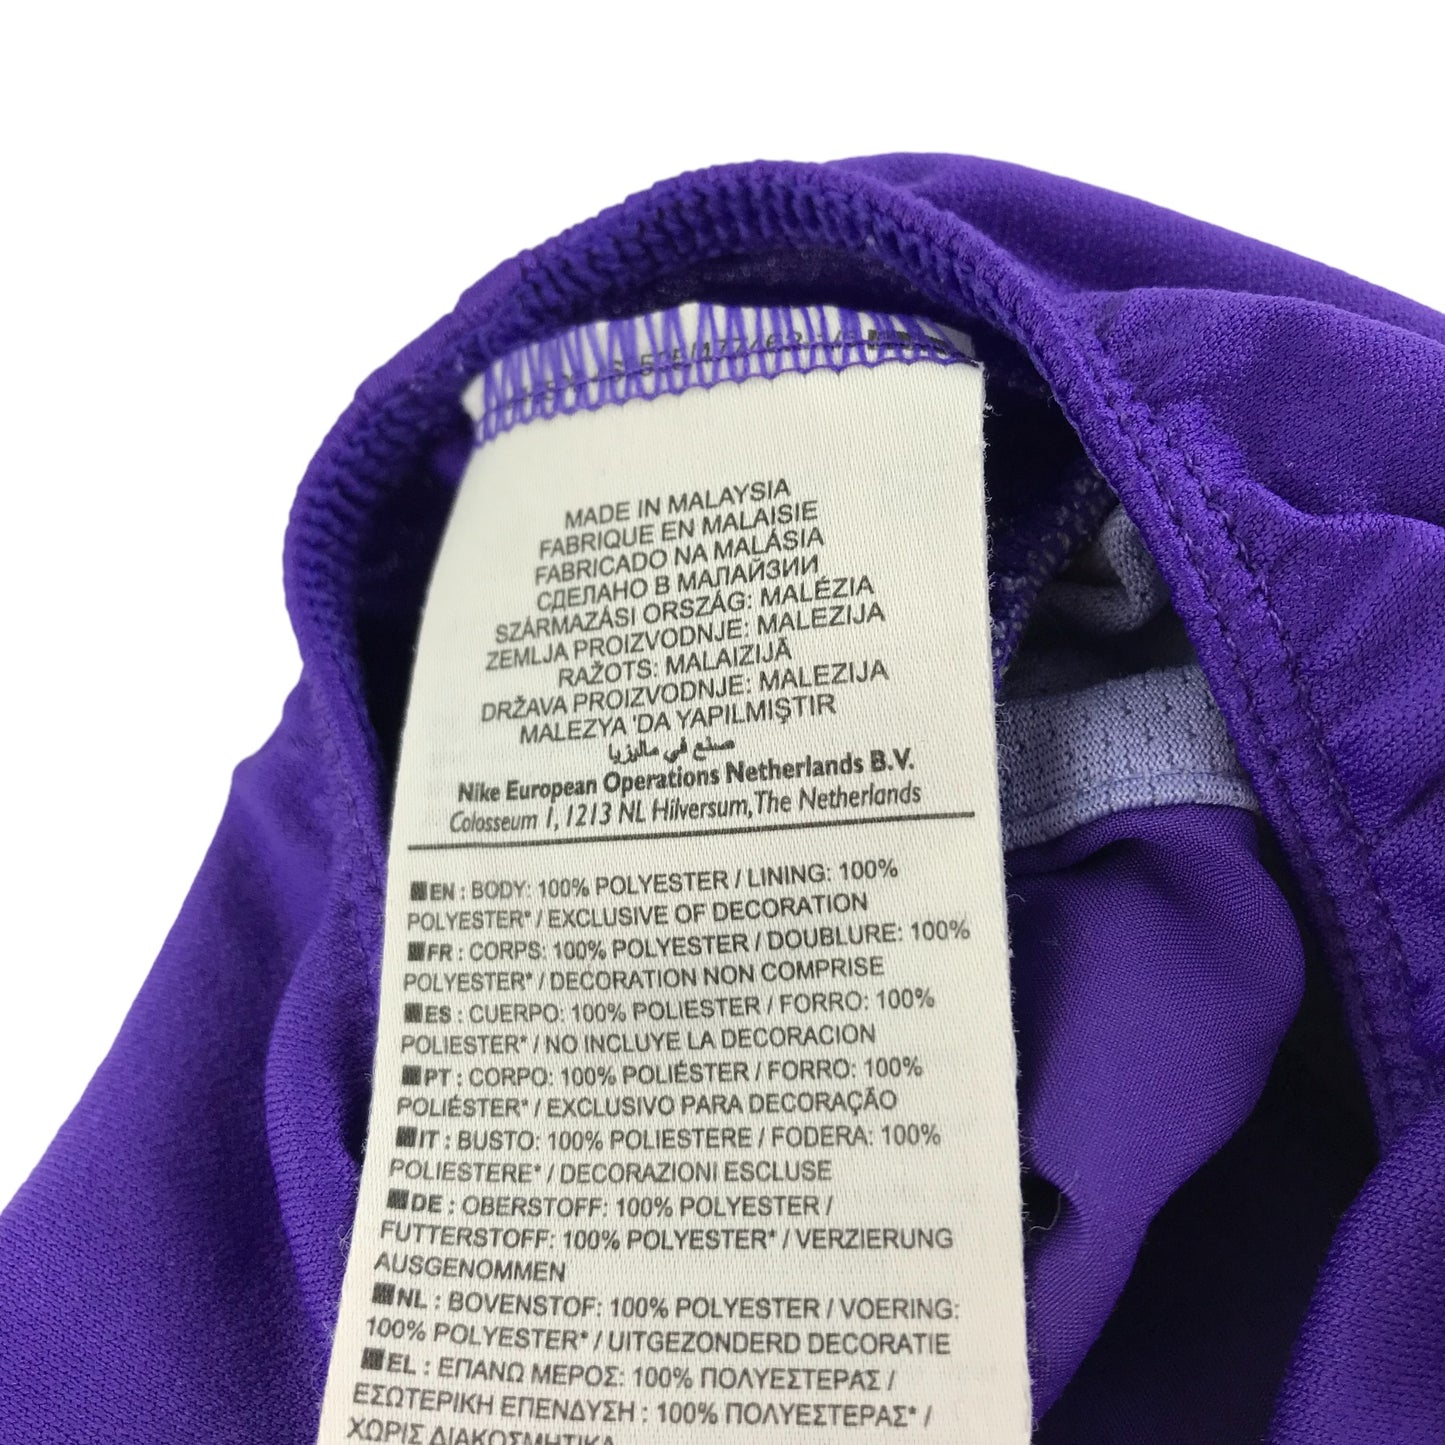 MADE IN MALAYSIA
FABRIQUE EN MALAISIE
FABRICADO NA MALÁSIA
СДЕЛАНО В МАЛАЙЗИИ
SZÁRMAZÁSI ORSZÁG: MALÉZIA
ZEMLJA PROIZVODNJE: MALEZIJA
RAŽOTS: MALAIZIJĀ
DRŽAVA PROIZVODNJE: MALEZIJA
MALEZYA 'DA YAPILMIŞTIR
صنع في ماليزيا
Nike European Operations Netherlands B.V.
Colosseum 1, 1213 NL Hilversum, The Netherlands
EN : BODY: 100% POLYESTER / LINING: 100%
POLYESTER* / EXCLUSIVE OF DECORATION
FR : CORPS: 100% POLYESTER / DOUBLURE: 100%
POLYESTER* / DECORATION NON COMPRISE
ES : CUERPO: 100% POLIESTER / FORRO: 100%
POLIESTER* / NO INCLUYE LA DECORACION
PT : CORPO: 100% POLIÉSTER / FORRO: 100%
POLIÉSTER* / EXCLUSIVO PARA DECORAÇÃO
IT : BUSTO: 100% POLIESTERE / FODERA: 100%
POLIESTERE* / DECORAZIONI ESCLUSE
DE : OBERSTOFF: 100% POLYESTER /
FUTTERSTOFF: 100% POLYESTER* / VERZIERUNG
AUSGENOMMEN
NL : BOVENSTOF: 100% POLYESTER / VOERING:
100% POLYESTER* / UITGEZONDERD DECORATIE
EL : ΕΠΑΝΩ ΜΕΡΟΣ: 100% ΠΟΛΥΕΣΤΕΡΑΣ /
ΕΣΩΤΕΡΙΚΗ ΕΠΕΝΔΥΣΗ : 100% ΠΟΛΥΕΣΤΕΡΑΣ* /
ΧΩΡΙΣ ΔΙΑΚΟΣΜΗΤΙΚΑ